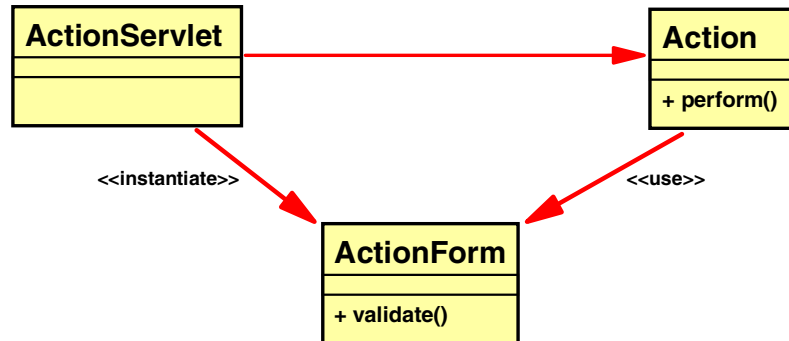 ActionServlet
Action
+ perform()
<<instantiate>>
<<use>>
ActionForm
+ validate()